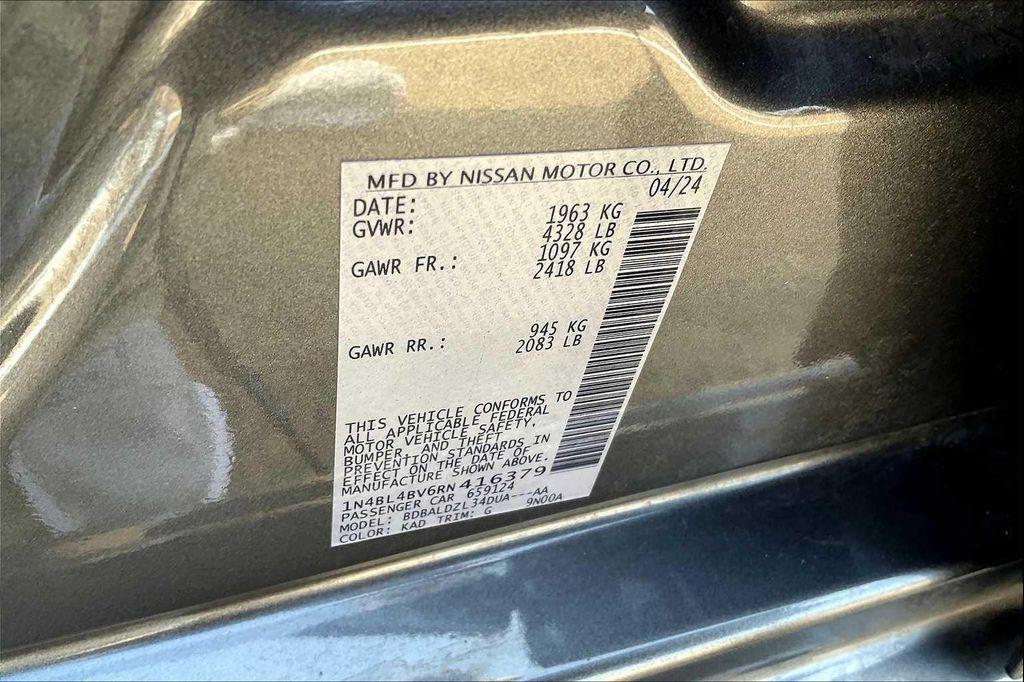 MFD BY NISSAN MOTOR CO., LTD.
DATE: 04/24
GVWR: 1963 KG
4328 LB
GAWR FR.: 1097 KG
2418 LB
GAWR RR.: 945 KG
2083 LB
THIS VEHICLE CONFORMS TO
ALL APPLICABLE FEDERAL
MOTOR VEHICLE SAFETY,
BUMPER, AND THEFT
PREVENTION STANDARDS IN
EFFECT ON THE DATE OF
MANUFACTURE SHOWN ABOVE.
1N4BL4BV6RN416379
PASSENGER CAR 659124
MODEL: BDBALDZL34DUA---AA
COLOR: KAD TRIM: G 9N00A